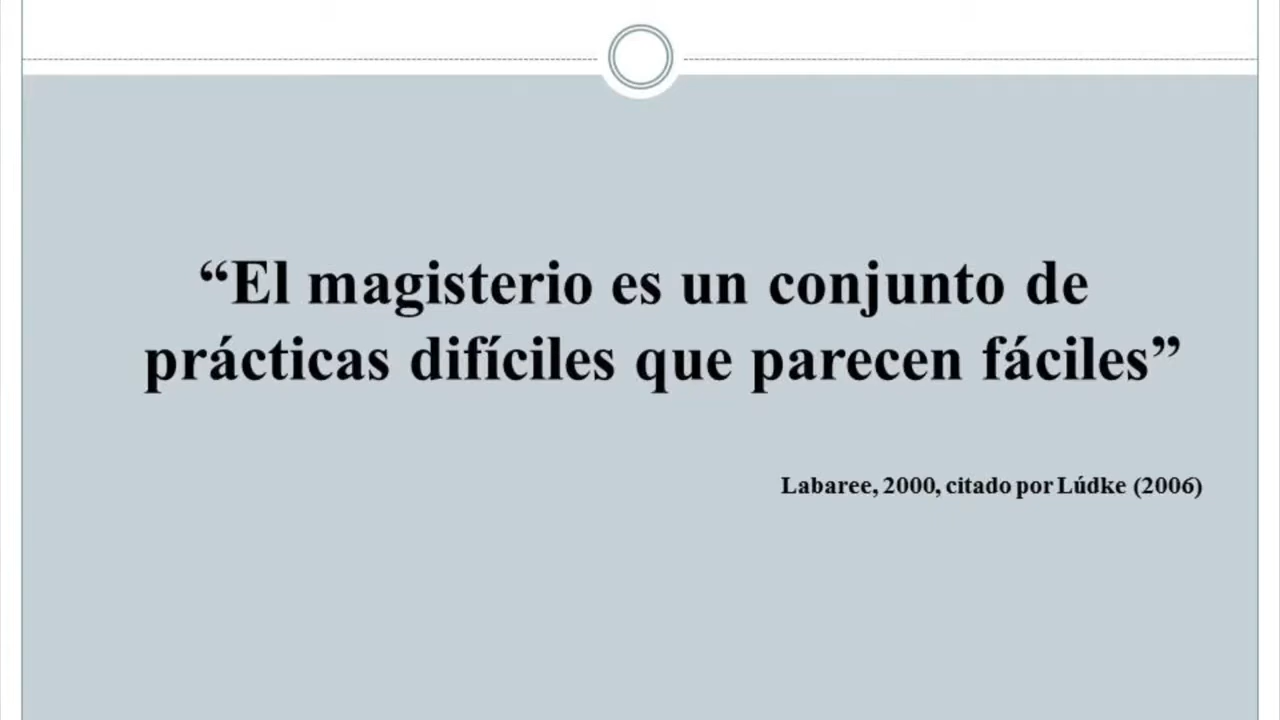 “El magisterio es un conjunto de
prácticas difíciles que parecen fáciles”
Labaree, 2000, citado por Lúdke (2006)